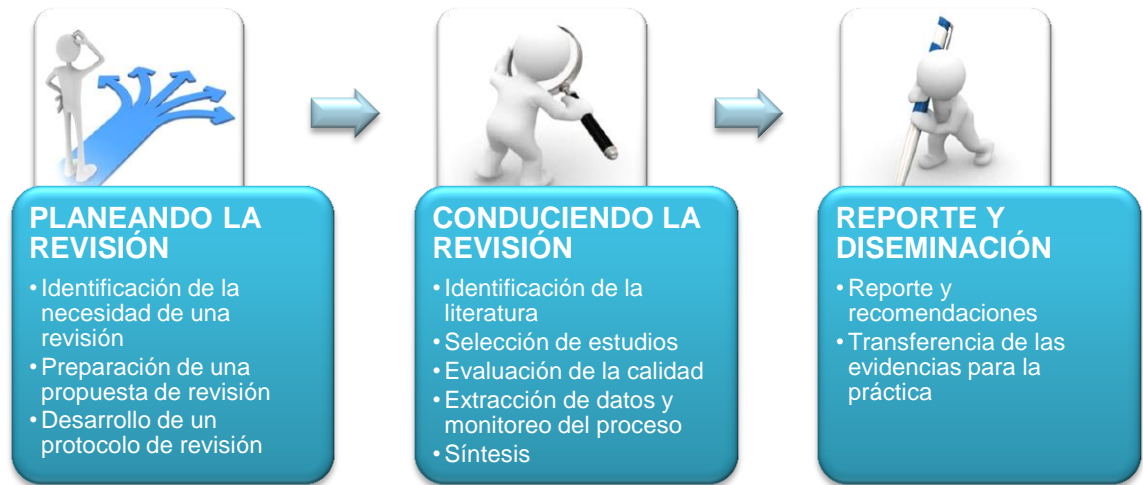 PLANEANDO LA
REVISIÓN
• Identificación de la
necesidad de una
revisión
• Preparación de una
propuesta de revisión
• Desarrollo de un
protocolo de revisión
CONDUCIENDO LA
REVISIÓN
• Identificación de la
literatura
• Selección de estudios
• Evaluación de la calidad
• Extracción de datos y
monitoreo del proceso
• Síntesis
REPORTE Y
DISEMINACIÓN
• Reporte y
recomendaciones
• Transferencia de las
evidencias para la
práctica